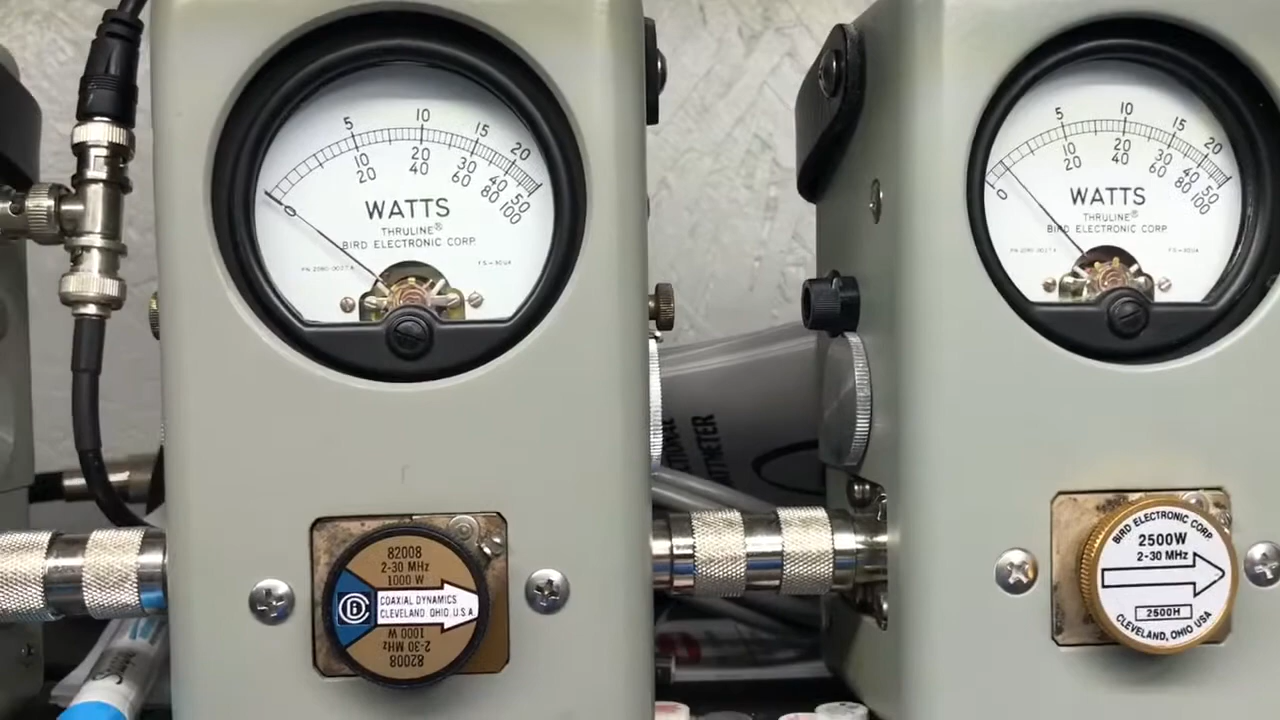 5 10 15 20
10 20 30 40 50
20 40 60 80 100
0
WATTS
THRULINE®
BIRD ELECTRONIC CORP.
82008
2-30 MHz
1000 W
COAXIAL DYNAMICS
CLEVELAND, OHIO, U.S.A.
1000 W
2-30 MHz
82008
5 10 15 20
10 20 30 40 50
20 40 60 80 100
0
WATTS
THRULINE®
BIRD ELECTRONIC CORP.
BIRD ELECTRONIC CORP.
2500W
2-30 MHz
2500H
CLEVELAND, OHIO USA